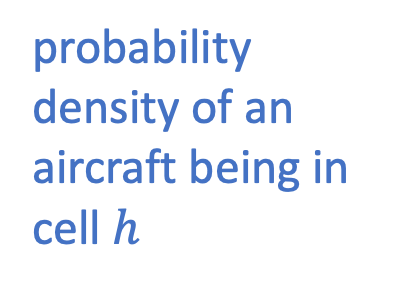 probability
density of an
aircraft being in
cell ℎ